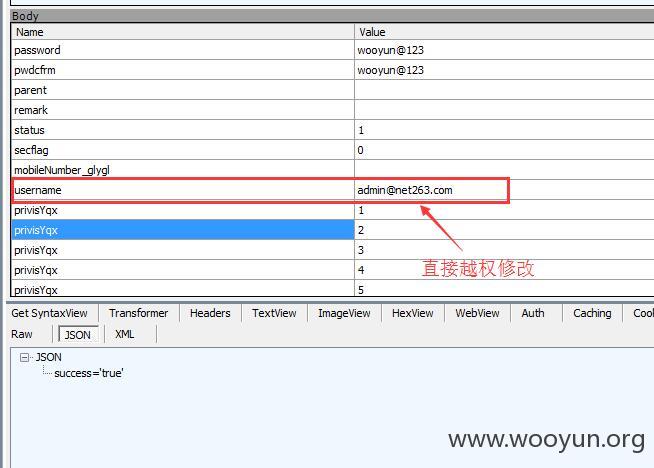 Body
Name Value
password wooyun@123
pwdcfrm wooyun@123
parent
remark
status 1
secflag 0
mobileNumber_glygl
username admin@net263.com
privisYqx 1
privisYqx 2
privisYqx 3
直接越权修改
privisYqx 4
privisYqx 5
Get SyntaxView Transformer Headers TextView ImageView HexView WebView Auth Caching Cook
Raw JSON XML
JSON
success='true'
www.wooyun.org